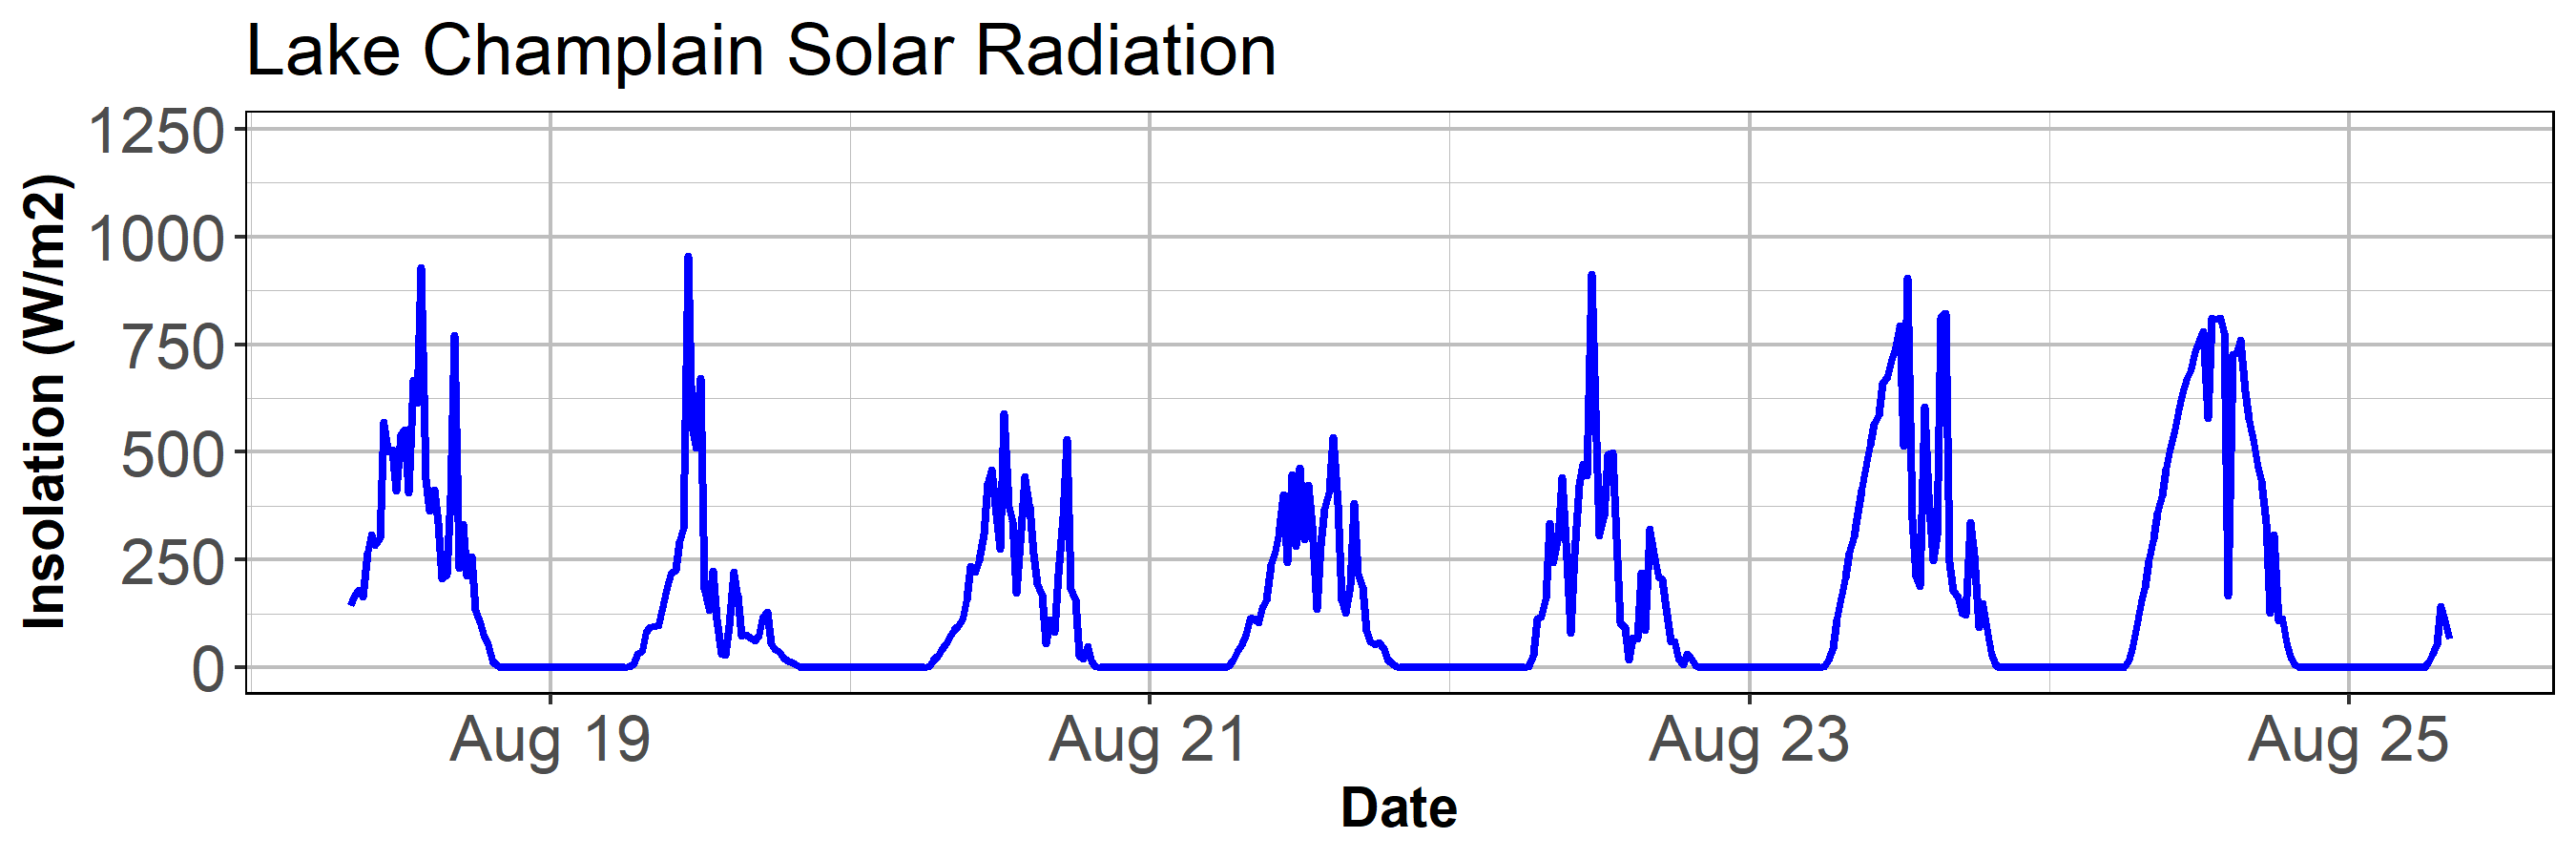 Lake Champlain Solar Radiation
Insolation (W/m2)
1250
1000
750
500
250
0
Aug 19 Aug 21 Aug 23 Aug 25
Date